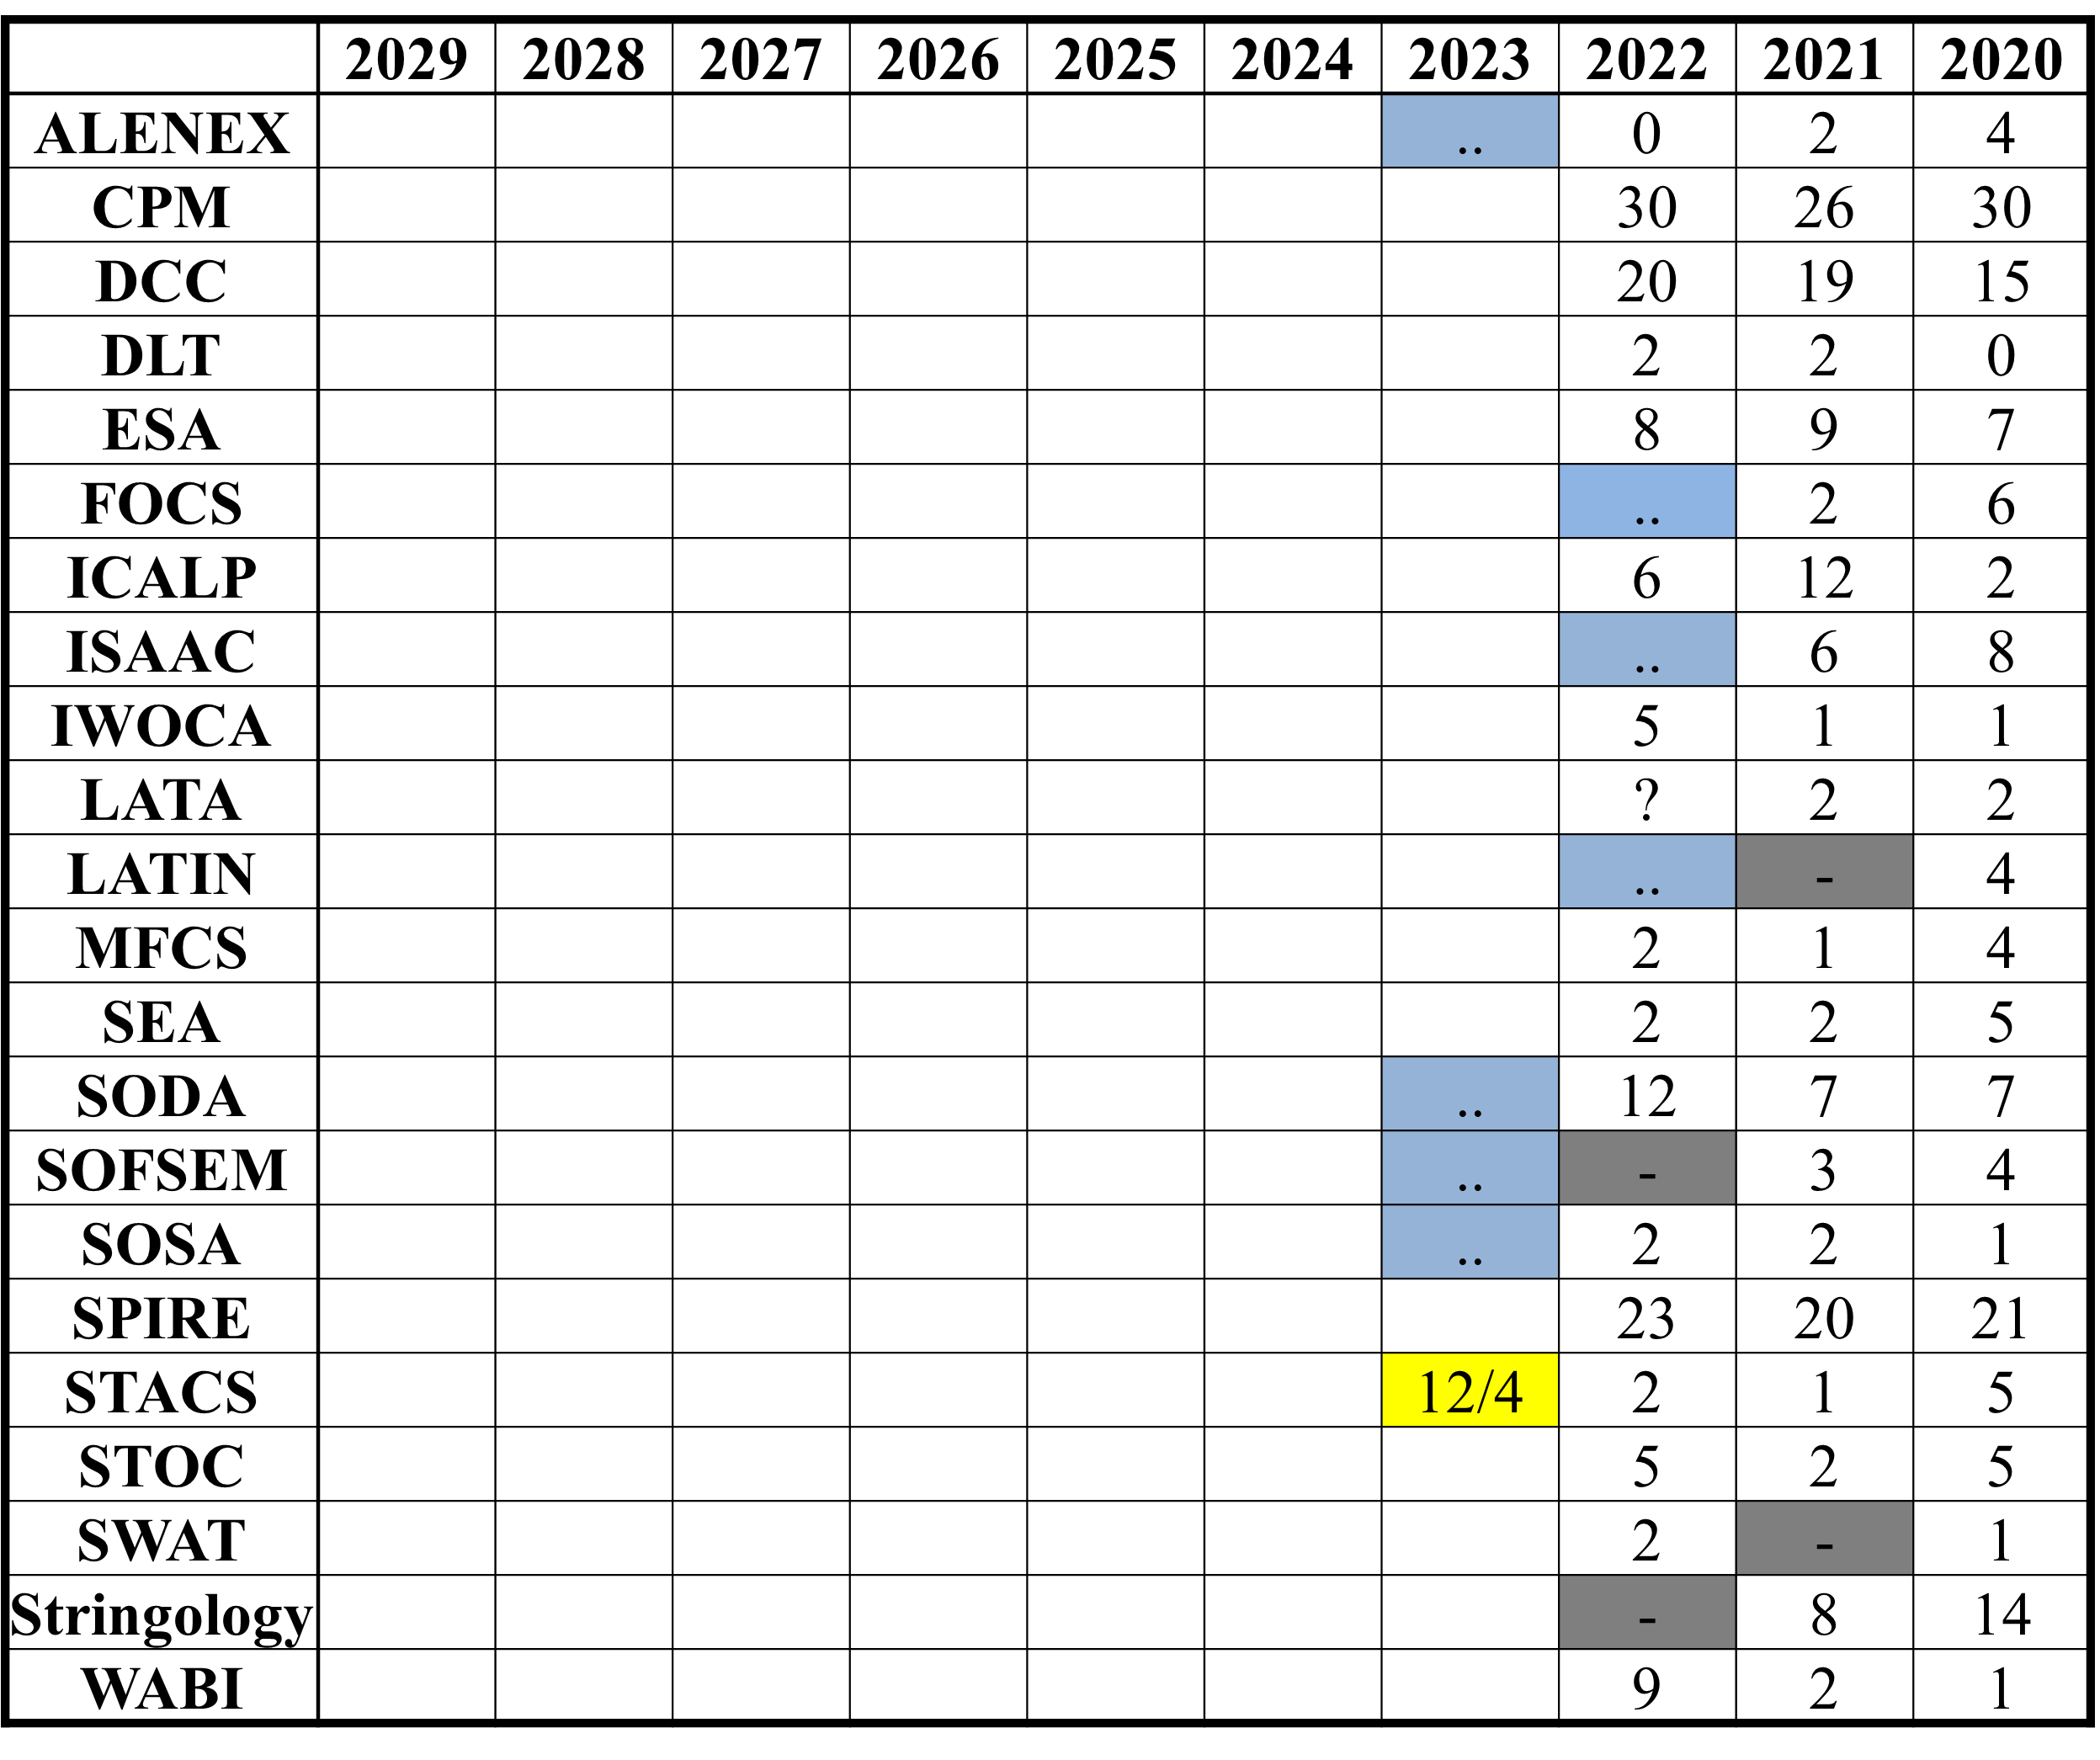 2029 2028 2027 2026 2025 2024 2023 2022 2021 2020
ALENEX .. 0 2 4
CPM 30 26 30
DCC 20 19 15
DLT 2 2 0
ESA 8 9 7
FOCS .. 2 6
ICALP 6 12 2
ISAAC .. 6 8
IWOCA 5 1 1
LATA ? 2 2
LATIN .. - 4
MFCS 2 1 4
SEA 2 2 5
SODA .. 12 7 7
SOFSEM .. - 3 4
SOSA .. 2 2 1
SPIRE 23 20 21
STACS 12/4 2 1 5
STOC 5 2 5
SWAT 2 - 1
Stringology - 8 14
WABI 9 2 1